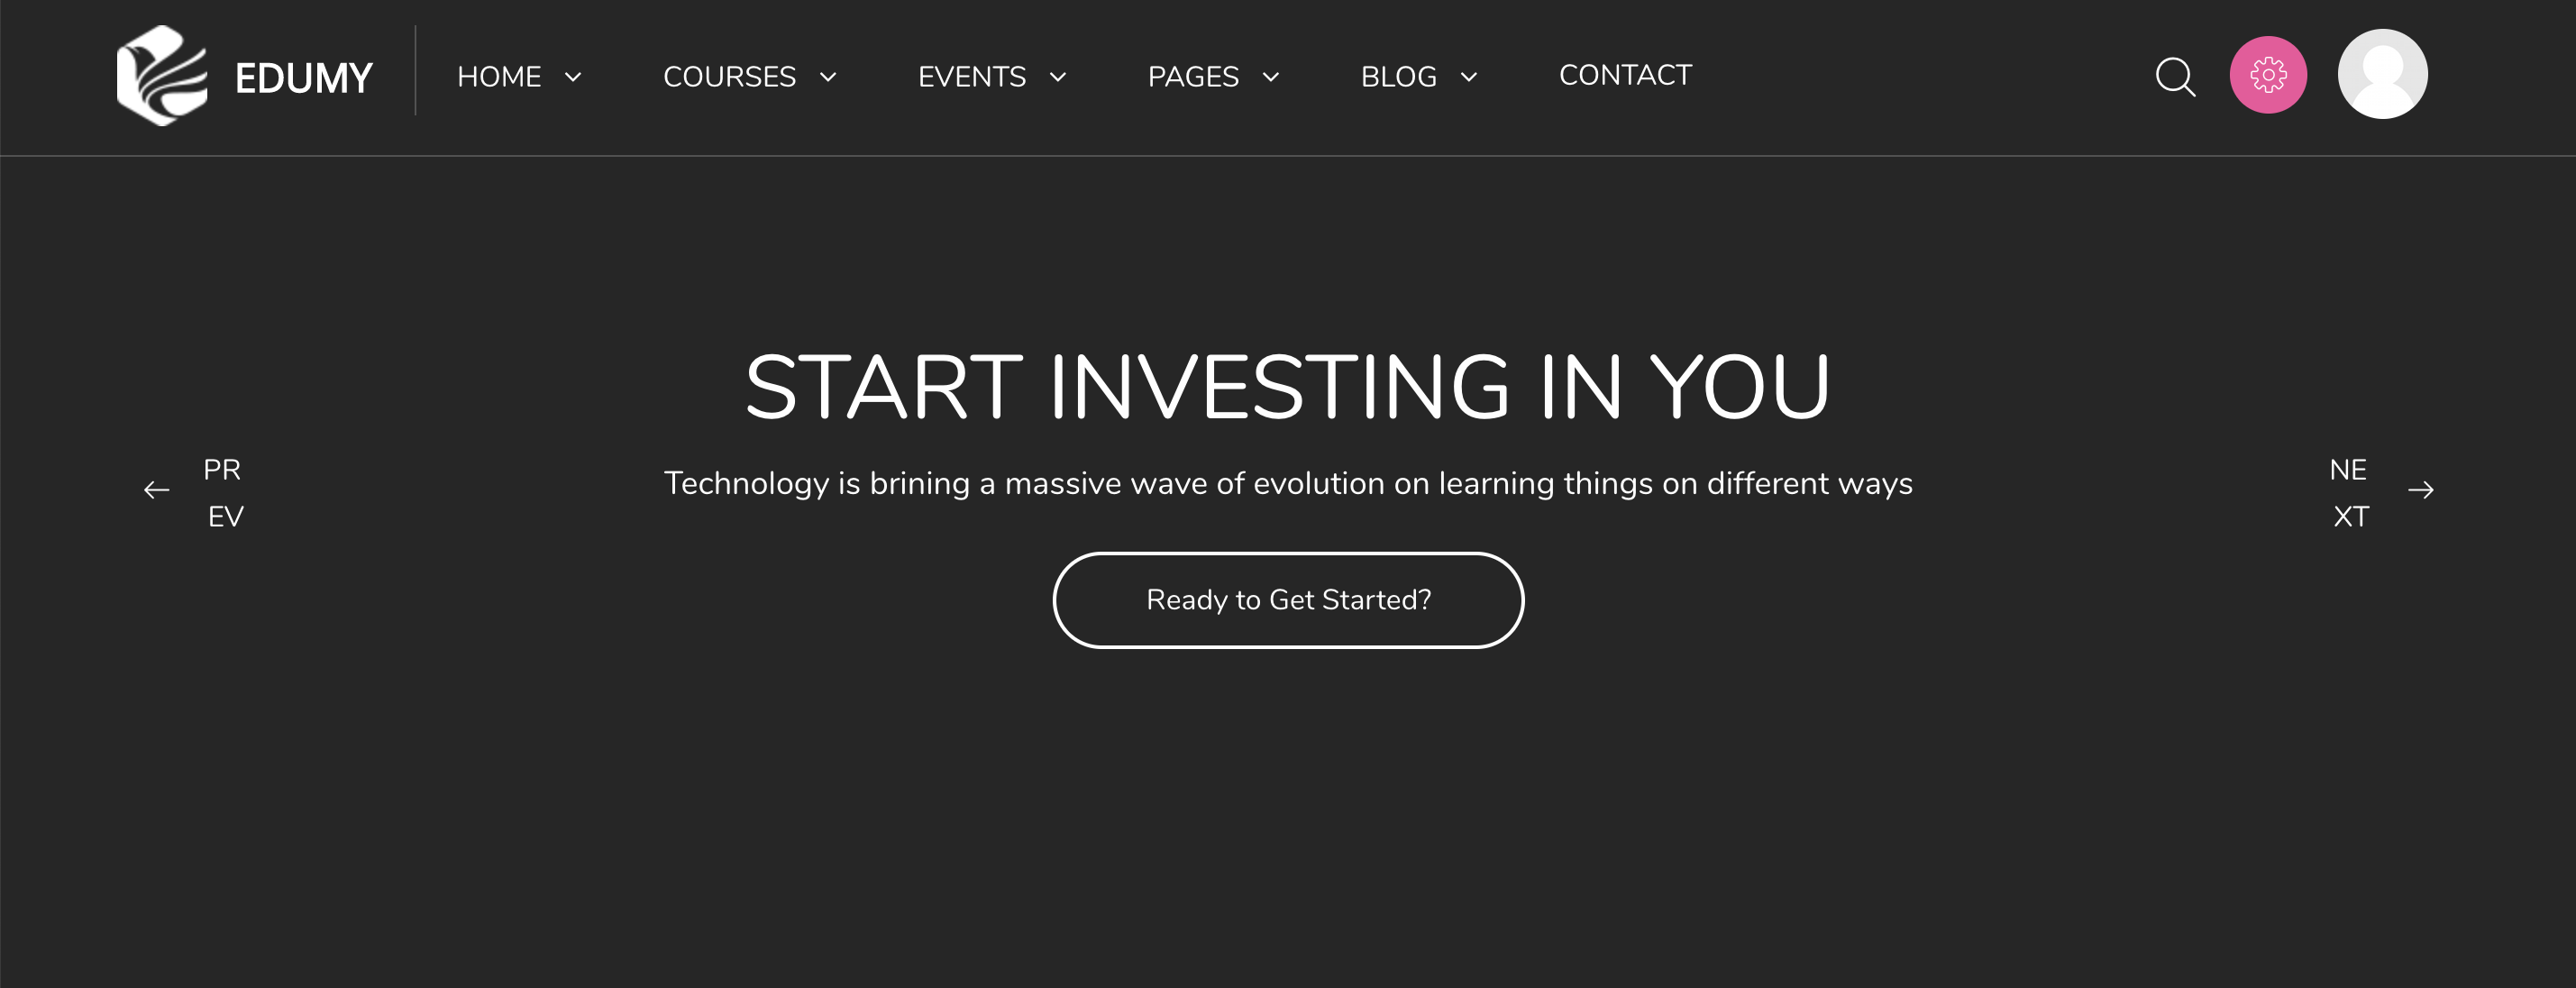 EDUMY
HOME
COURSES
EVENTS
PAGES
BLOG
CONTACT
START INVESTING IN YOU
PR
EV
Technology is brining a massive wave of evolution on learning things on different ways
NE
XT
Ready to Get Started?